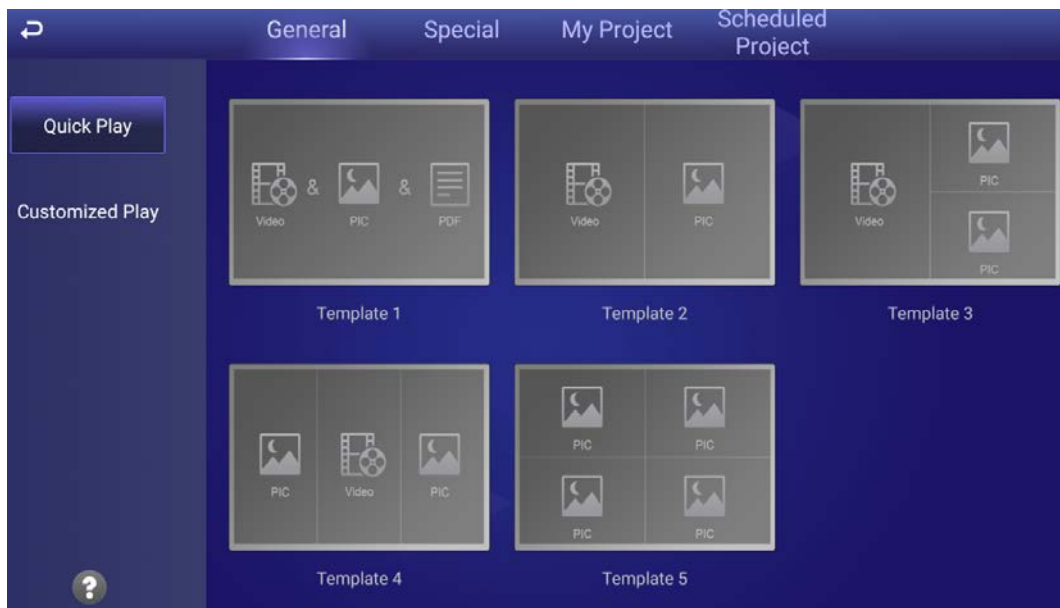 General
Special
My Project
Scheduled
Project
Quick Play
Customized Play
Video
&
PIC
&
PDF
Template 1
Video
PIC
Template 2
Video
PIC
PIC
Template 3
PIC
Video
PIC
Template 4
PIC
PIC
PIC
PIC
Template 5
?